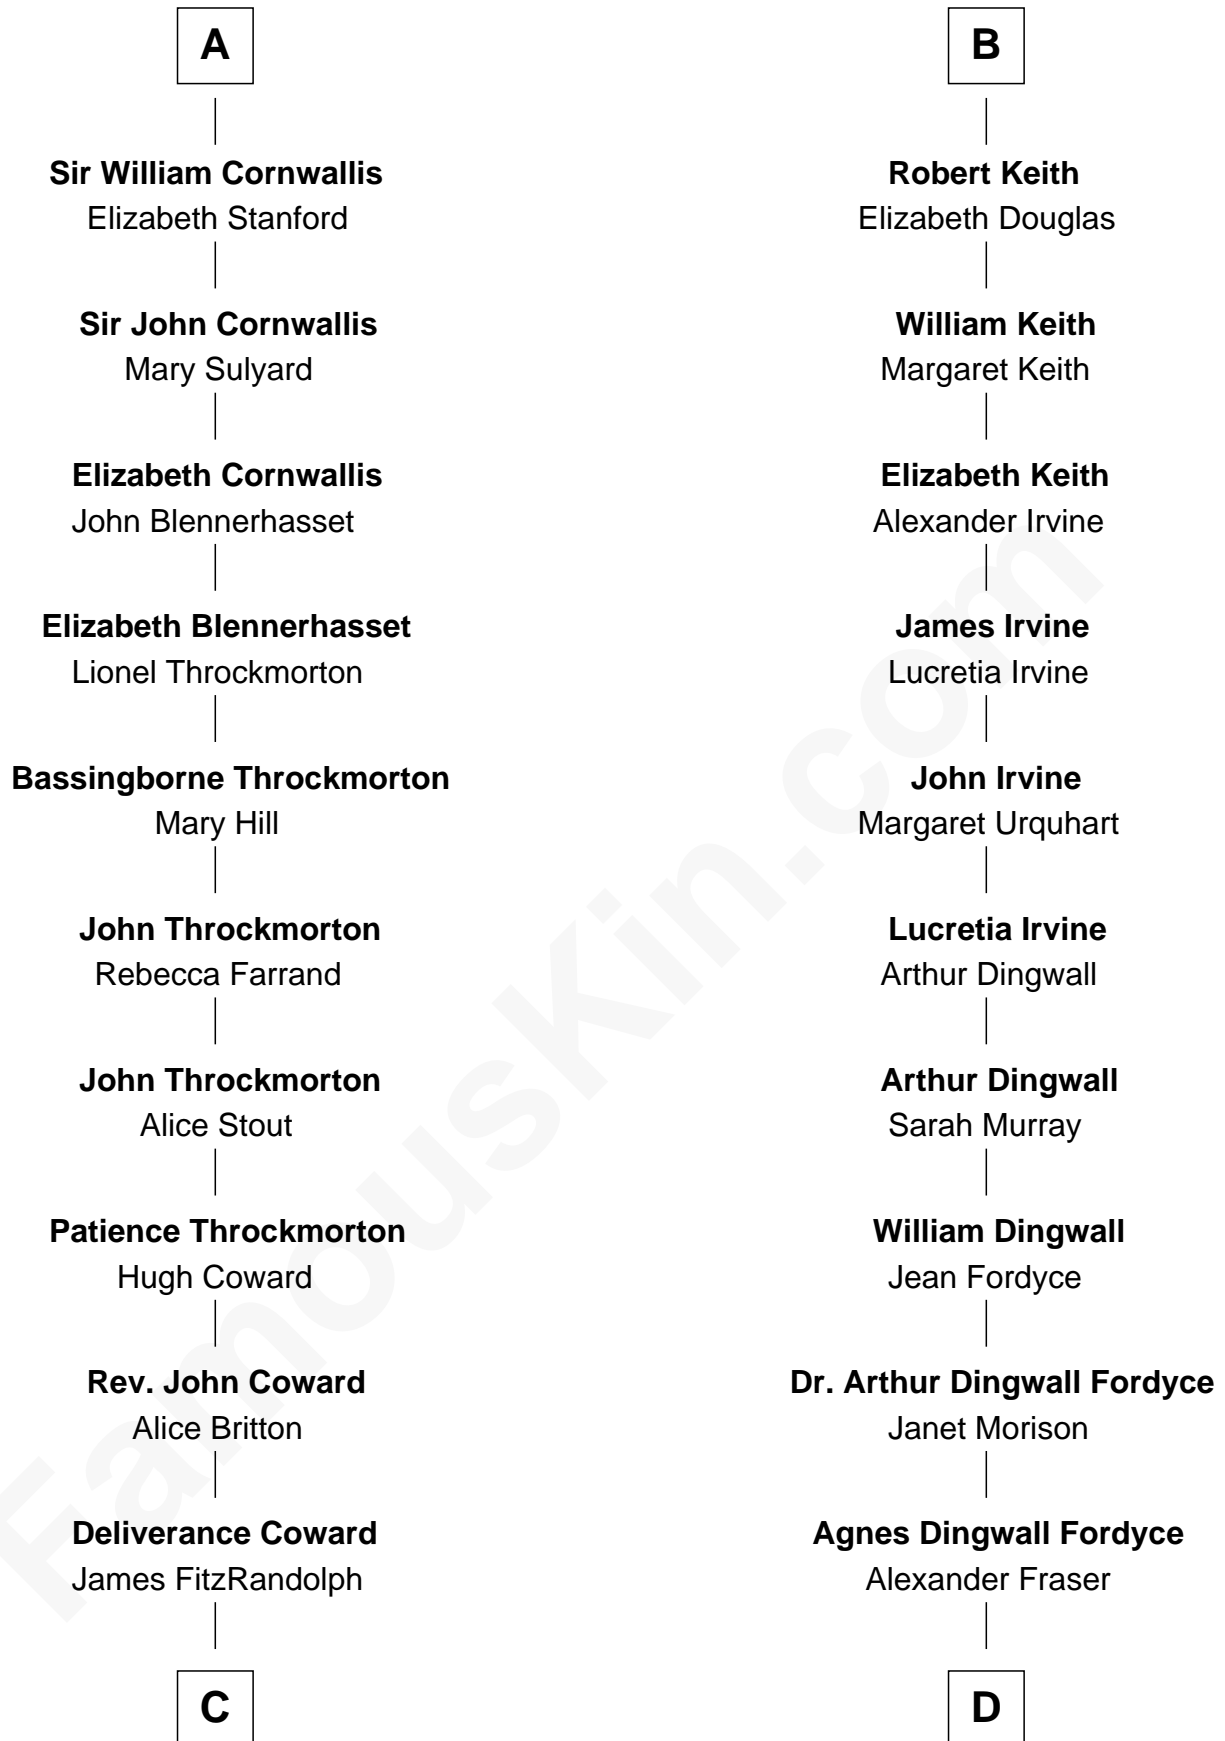 A
Sir William Cornwallis
Elizabeth Stanford
Sir John Cornwallis
Mary Sulyard
Elizabeth Cornwallis
John Blennerhasset
Elizabeth Blennerhasset
Lionel Throckmorton
Bassingborne Throckmorton
Mary Hill
John Throckmorton
Rebecca Farrand
John Throckmorton
Alice Stout
Patience Throckmorton
Hugh Coward
Rev. John Coward
Alice Britton
Deliverance Coward
James FitzRandolph
C
B
Robert Keith
Elizabeth Douglas
William Keith
Margaret Keith
Elizabeth Keith
Alexander Irvine
James Irvine
Lucretia Irvine
John Irvine
Margaret Urquhart
Lucretia Irvine
Arthur Dingwall
Arthur Dingwall
Sarah Murray
William Dingwall
Jean Fordyce
Dr. Arthur Dingwall Fordyce
Janet Morison
Agnes Dingwall Fordyce
Alexander Fraser
D
FamousKin.com